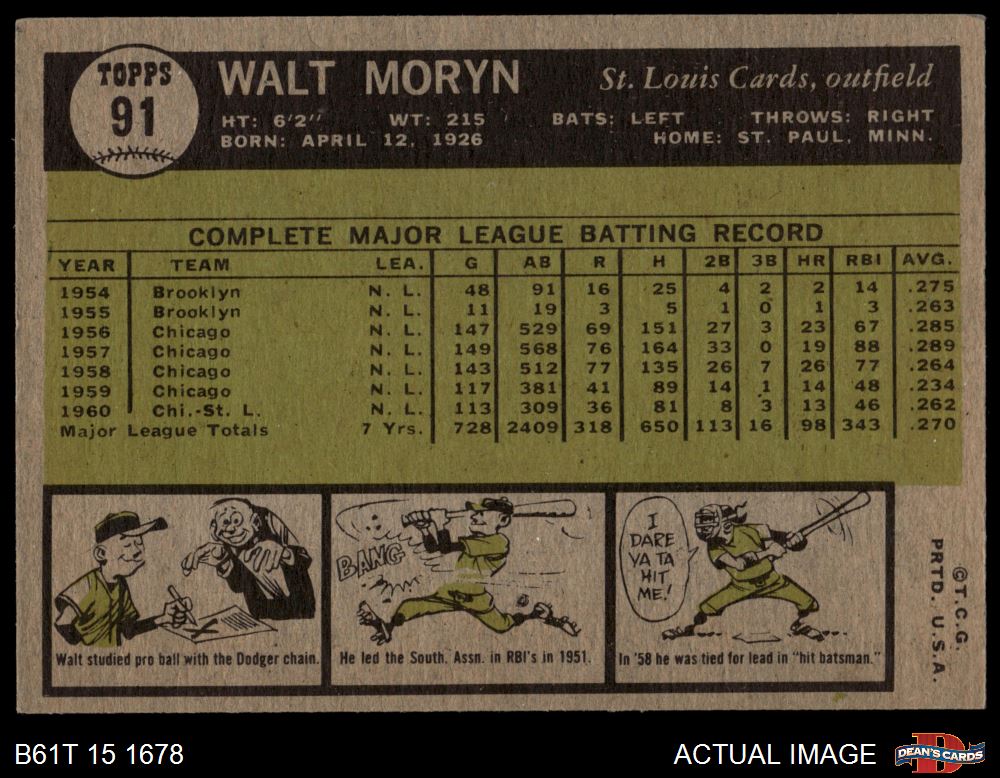 TOPPS
91
WALT MORYN
St. Louis Cards, outfield
HT: 6'2" WT: 215 BATS: LEFT THROWS: RIGHT
BORN: APRIL 12, 1926 HOME: ST. PAUL, MINN.
COMPLETE MAJOR LEAGUE BATTING RECORD
YEAR TEAM LEA. G AB R H 2B 3B HR RBI AVG.
1954 Brooklyn N. L. 48 91 16 25 4 2 2 14 .275
1955 Brooklyn N. L. 11 19 3 5 1 0 1 3 .263
1956 Chicago N. L. 147 529 69 151 27 3 23 67 .285
1957 Chicago N. L. 149 568 76 164 33 0 19 88 .289
1958 Chicago N. L. 143 512 77 135 26 7 26 77 .264
1959 Chicago N. L. 117 381 41 89 14 1 14 48 .234
1960 Chi.-St. L. N. L. 113 309 36 81 8 3 13 46 .262
Major League Totals 7 Yrs. 728 2409 318 650 113 16 98 343 .270
Walt studied pro ball with the Dodger chain.
BANG
He led the South. Assn. in RBI's in 1951.
I
DARE
YA TA
HIT
ME!
In '58 he was tied for lead in "hit batsman."
©T.C.G.
PRTD. U.S.A.
B61T 15 1678
ACTUAL IMAGE
DEAN'S CARDS